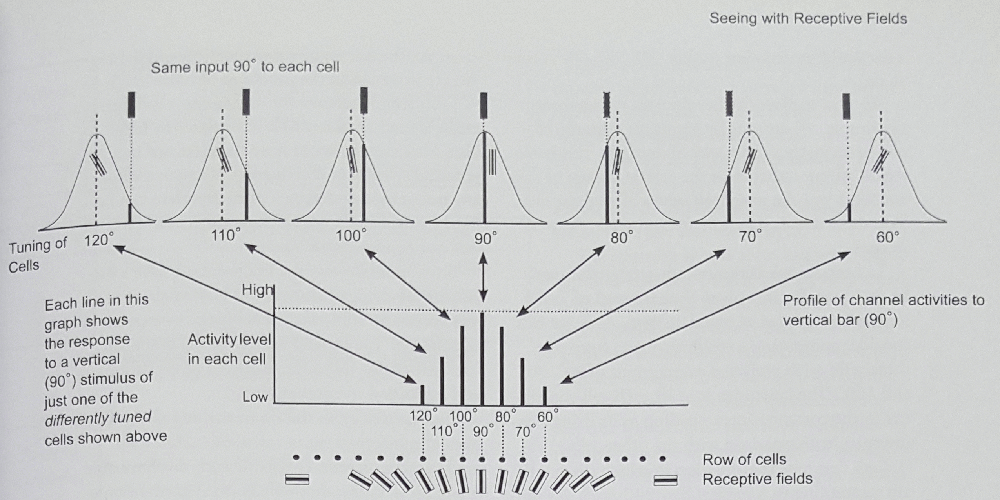 Seeing with Receptive Fields
Same input 90° to each cell
Tuning of
Cells
120°
110°
100°
90°
80°
70°
60°
Each line in this
graph shows
the response
to a vertical
(90°) stimulus of
just one of the
differently tuned
cells shown above
High
Activity level
in each cell
Low
Profile of channel activities to
vertical bar (90°)
120° 100° 80° 60°
110° 90° 70°
Row of cells
Receptive fields